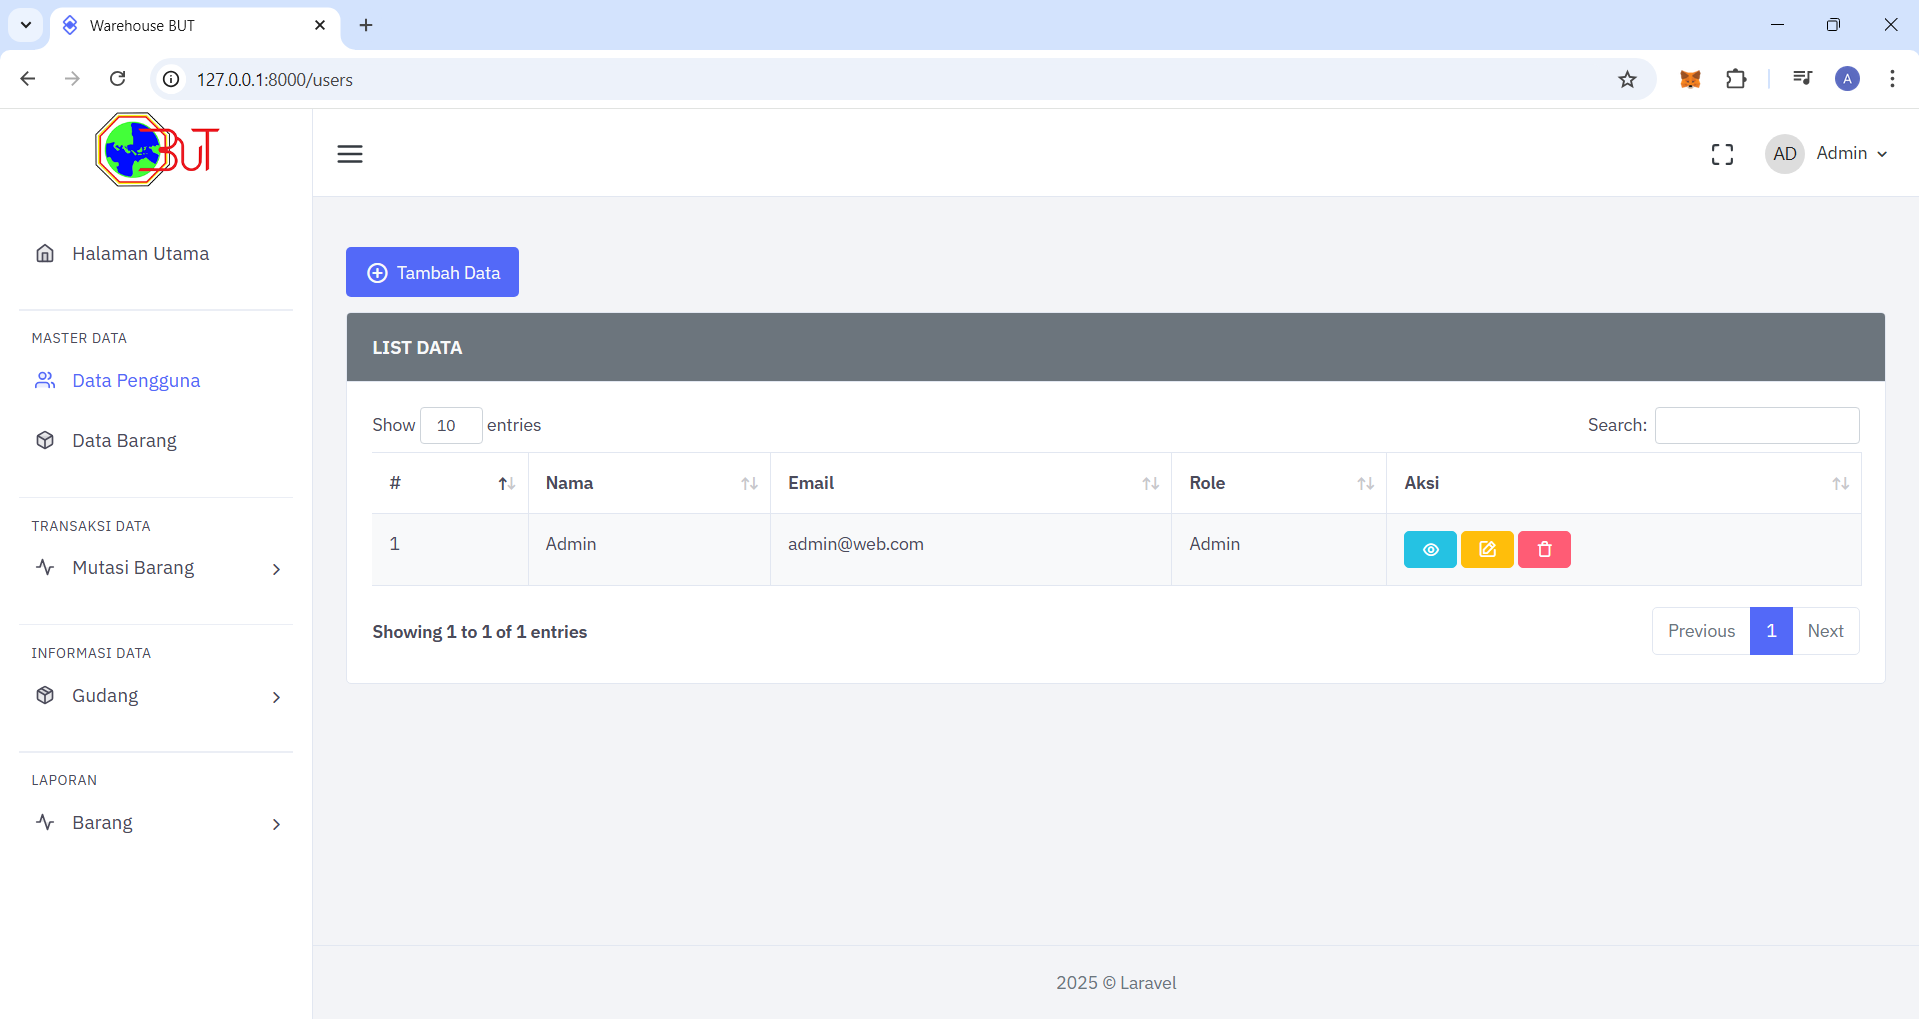 Warehouse BUT
127.0.0.1:8000/users
A
BUT
AD Admin
Halaman Utama
MASTER DATA
Data Pengguna
Data Barang
TRANSAKSI DATA
Mutasi Barang
INFORMASI DATA
Gudang
LAPORAN
Barang
Tambah Data
LIST DATA
Show 10 entries
Search:
# Nama Email Role Aksi
1 Admin admin@web.com Admin
Showing 1 to 1 of 1 entries
Previous 1 Next
2025 © Laravel